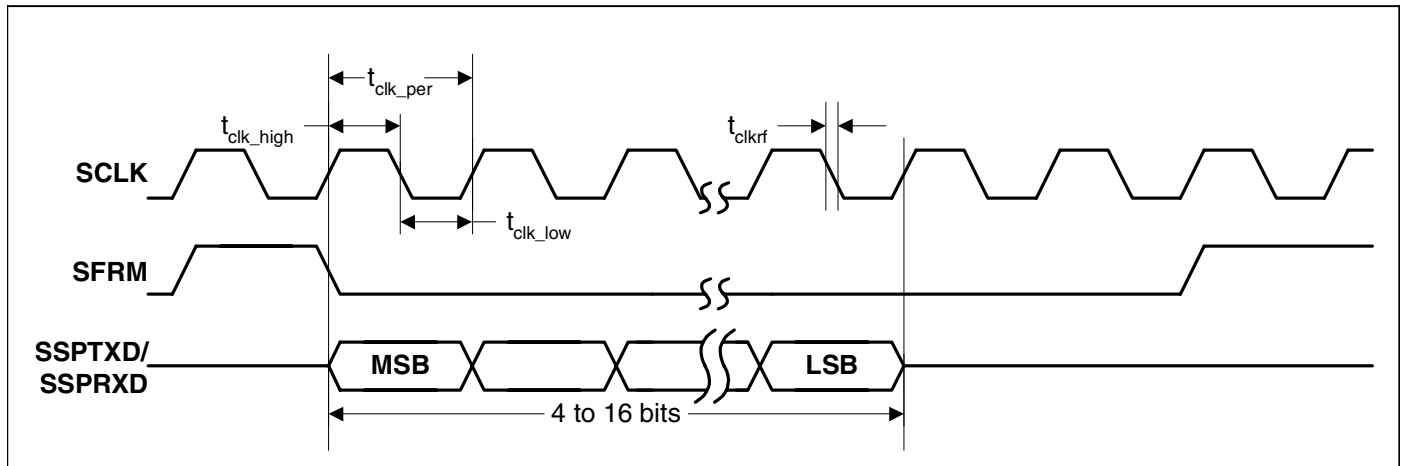 t_clk_per
t_clk_high
t_clkrf
SCLK
t_clk_low
SFRM
SSPTXD/
SSPRXD
MSB
LSB
4 to 16 bits